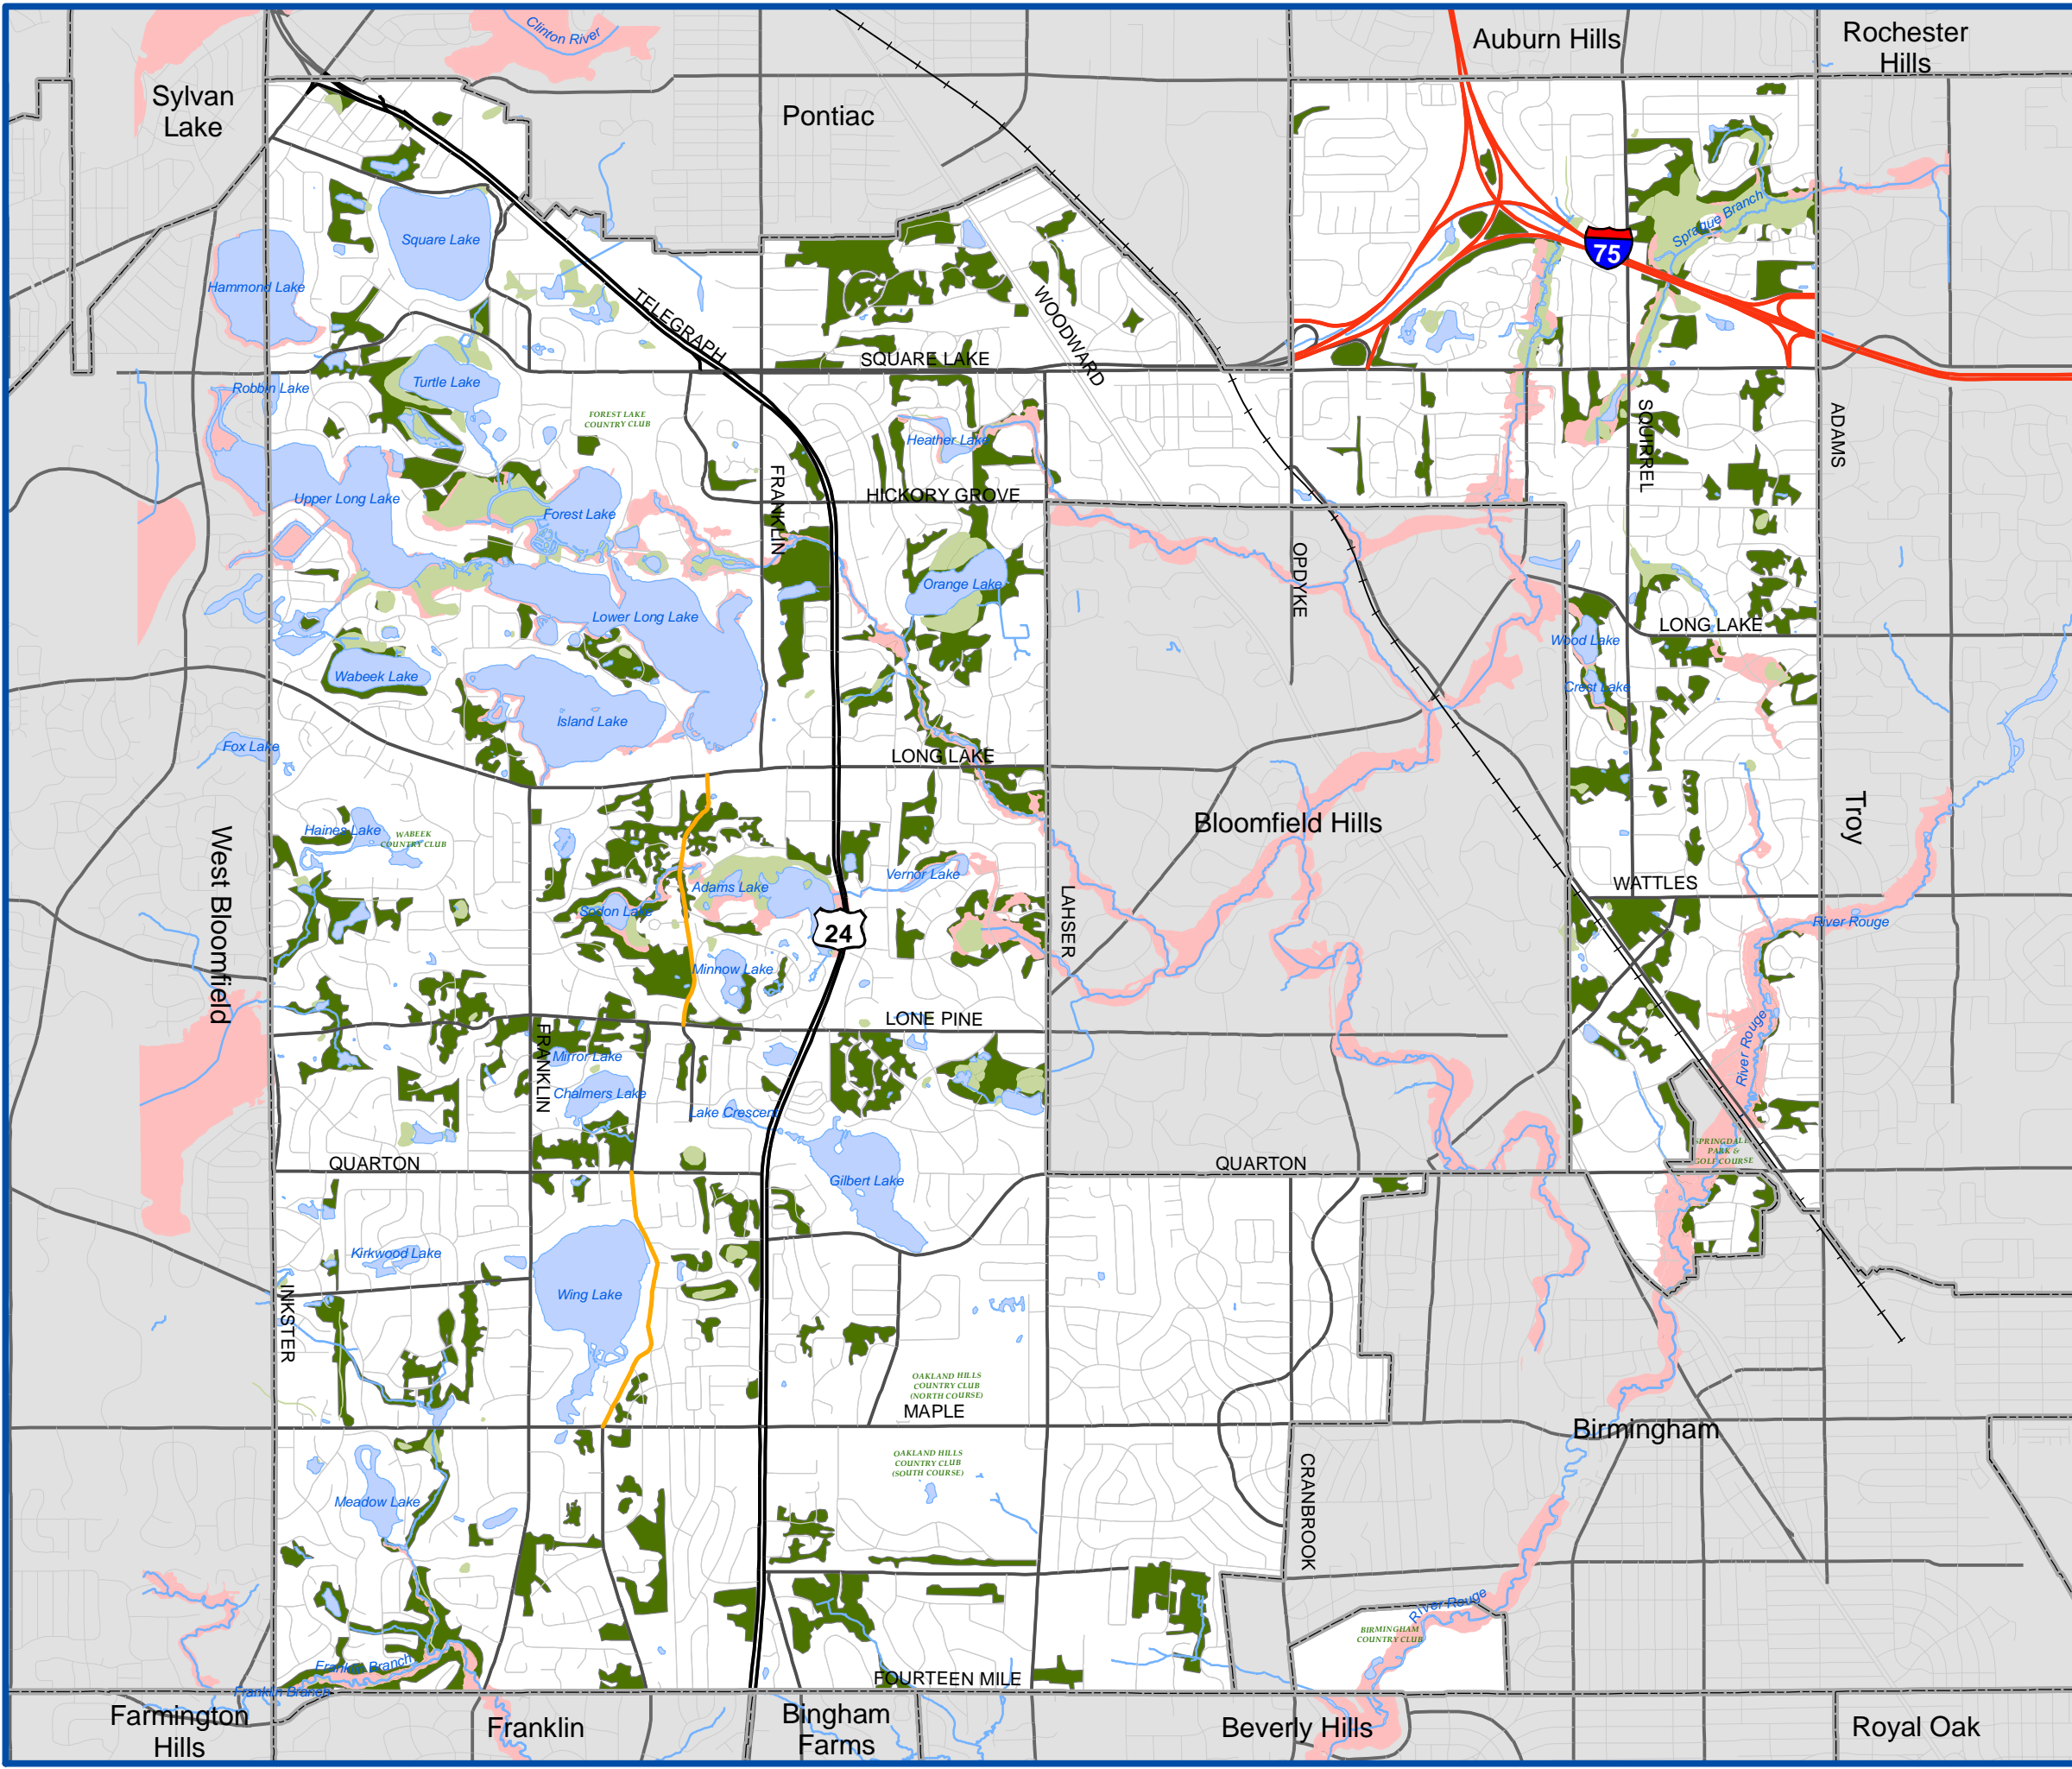 Clinton River
Auburn Hills
Rochester
Hills
Sylvan
Lake
Pontiac
Square Lake
Sprague Branch
75
Hammond Lake
TELEGRAPH
WOODWARD
SQUARE LAKE
Robbin Lake
Turtle Lake
FOREST LAKE
COUNTRY CLUB
SQUIRREL
ADAMS
Heather Lake
FRANKLIN
HICKORY GROVE
Upper Long Lake
Forest Lake
OPDYKE
Orange Lake
Lower Long Lake
LONG LAKE
Wood Lake
Wabeek Lake
Crest Lake
Island Lake
Fox Lake
LONG LAKE
Troy
Bloomfield Hills
Haines Lake
WABEEK
COUNTRY CLUB
West Bloomfield
Vernor Lake
WATTLES
Adams Lake
Sodon Lake
LAHSER
River Rouge
24
Minnow Lake
LONE PINE
River Rouge
FRANKLIN
Mirror Lake
Chalmers Lake
Lake Crescent
SPRINGDALE
PARK &
GOLF COURSE
QUARTON
QUARTON
Gilbert Lake
Kirkwood Lake
Wing Lake
INKSTER
OAKLAND HILLS
COUNTRY CLUB
(NORTH COURSE)
MAPLE
Birmingham
OAKLAND HILLS
COUNTRY CLUB
(SOUTH COURSE)
CRANBROOK
Meadow Lake
River Rouge
BIRMINGHAM
COUNTRY CLUB
Franklin Branch
FOURTEEN MILE
Franklin Branch
Farmington
Hills
Franklin
Bingham
Farms
Beverly Hills
Royal Oak